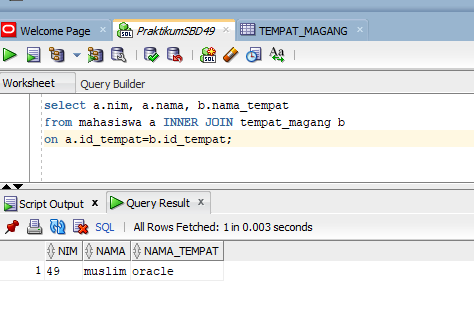 Welcome Page
PraktikumSBD49
TEMPAT_MAGANG
Worksheet
Query Builder
select a.nim, a.nama, b.nama_tempat
from mahasiswa a INNER JOIN tempat_magang b
on a.id_tempat=b.id_tempat;
Script Output x
Query Result x
SQL | All Rows Fetched: 1 in 0.003 seconds
NIM NAMA NAMA_TEMPAT
1 49 muslim oracle